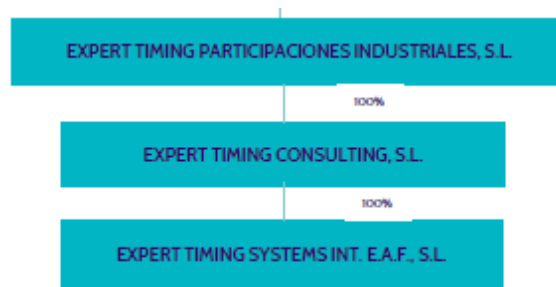 EXPERT TIMING PARTICIPACIONES INDUSTRIALES, S.L.
100%
EXPERT TIMING CONSULTING, S.L.
100%
EXPERT TIMING SYSTEMS INT. E.A.F., S.L.